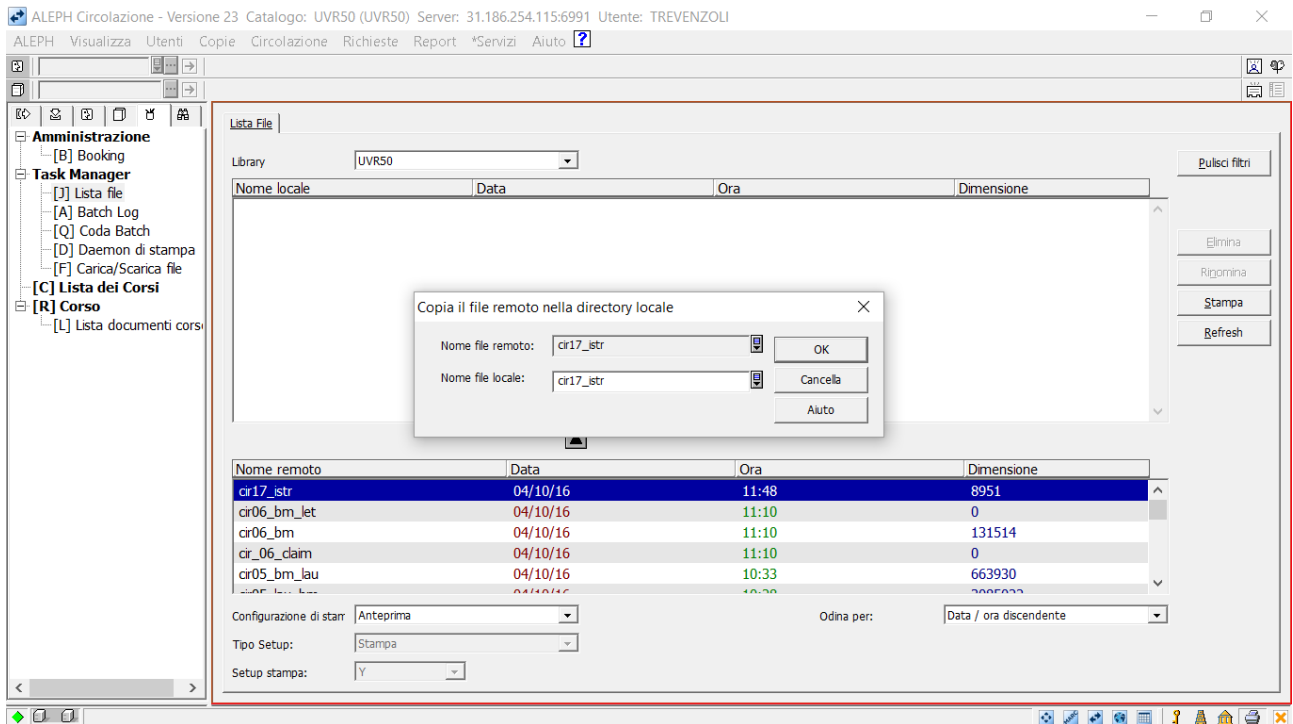 ALEPH Circolazione - Versione 23 Catalogo: UVR50 (UVR50) Server: 31.186.254.115:6991 Utente: TREVENZOLI
ALEPH Visualizza Utenti Copie Circolazione Richieste Report *Servizi Aiuto ?
Amministrazione
[B] Booking
Task Manager
[J] Lista file
[A] Batch Log
[Q] Coda Batch
[D] Daemon di stampa
[F] Carica/Scarica file
[C] Lista dei Corsi
[R] Corso
[L] Lista documenti cors
Lista File
Library UVR50 Pulisci filtri
Nome locale Data Ora Dimensione
Elimina
Rinomina
Stampa
Refresh
Copia il file remoto nella directory locale
Nome file remoto: cir17_istr OK
Nome file locale: cir17_istr Cancella
Aiuto
Nome remoto Data Ora Dimensione
cir17_istr 04/10/16 11:48 8951
cir06_bm_let 04/10/16 11:10 0
cir06_bm 04/10/16 11:10 131514
cir_06_claim 04/10/16 11:10 0
cir05_bm_lau 04/10/16 10:33 663930
Configurazione di stam Anteprima Odina per: Data / ora discendente
Tipo Setup: Stampa
Setup stampa: Y